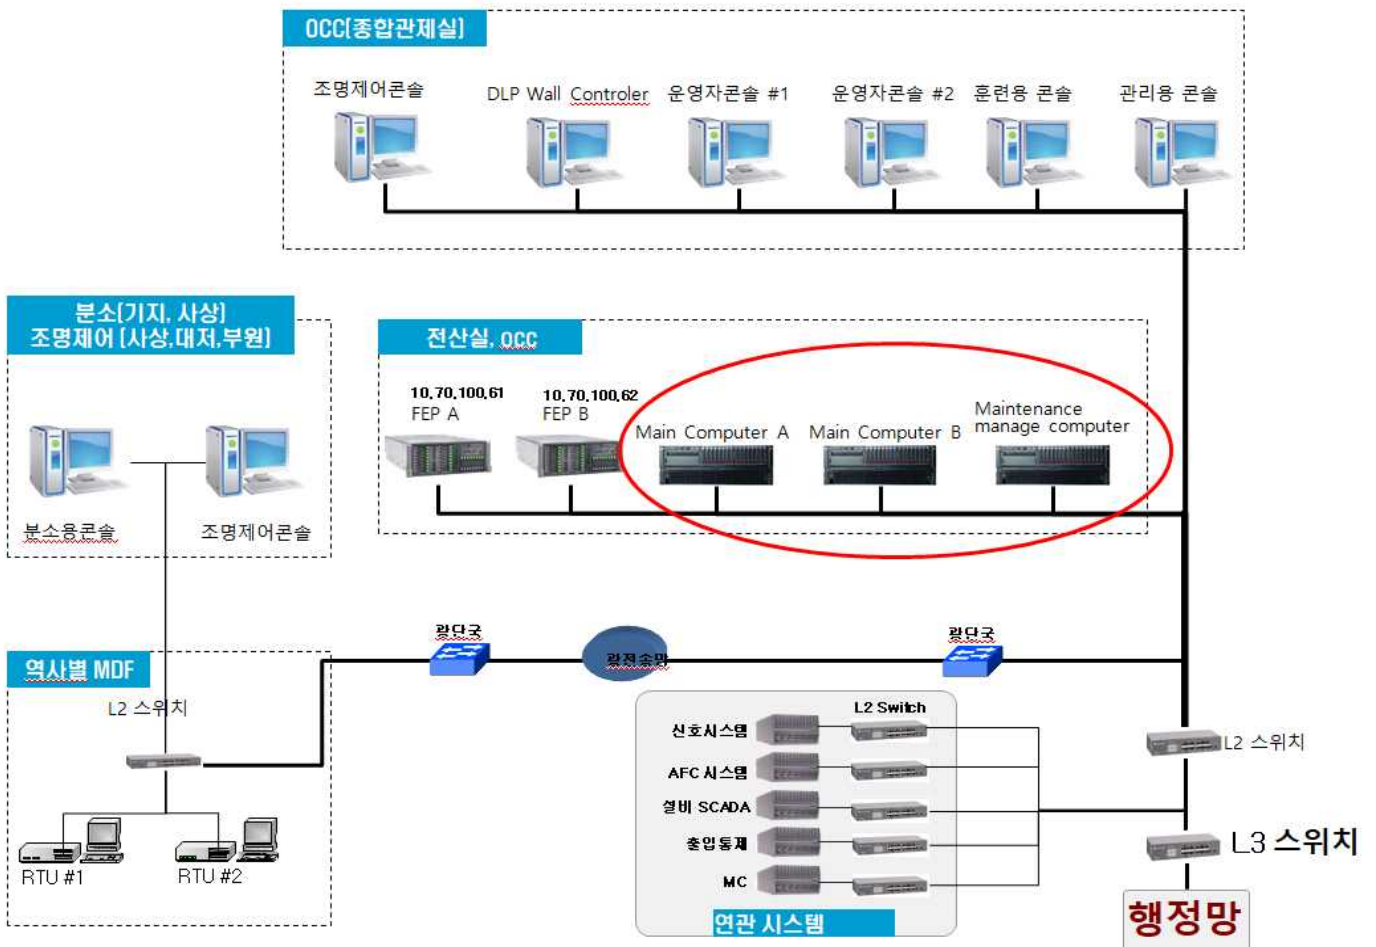 OCC(종합관제실)
조명제어콘솔
DLP Wall Controler
운영자콘솔 #1
운영자콘솔 #2
훈련용 콘솔
관리용 콘솔
분소(기지, 사상)
조명제어 (사상,대저,부원)
분소용콘솔
조명제어콘솔
전산실, OCC
10.70.100.61
FEP A
10.70.100.62
FEP B
Main Computer A
Main Computer B
Maintenance
manage computer
역사별 MDF
L2 스위치
RTU #1
RTU #2
광단국
광전송망
광단국
L2 Switch
신호시스템
AFC 시스템
설비 SCADA
출입통제
MC
연관 시스템
L2 스위치
L3 스위치
행정망